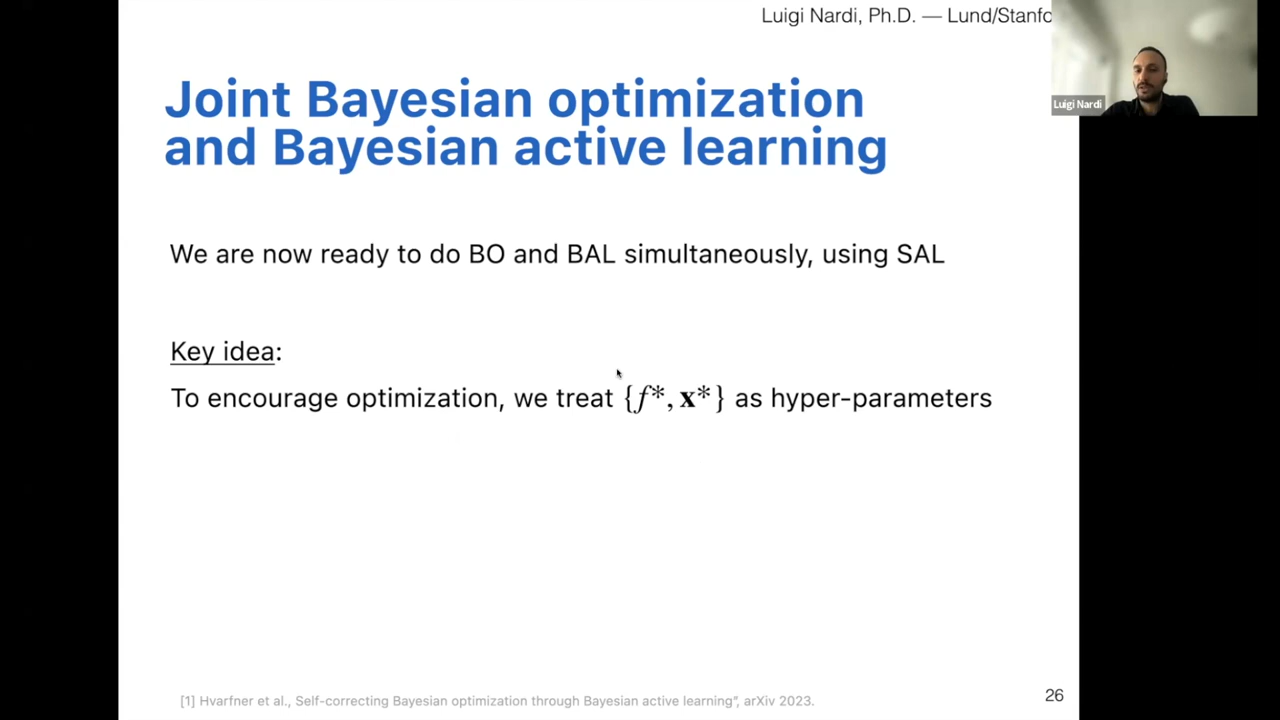 Luigi Nardi, Ph.D. — Lund/Stanfo
Luigi Nardi
Joint Bayesian optimization
and Bayesian active learning
We are now ready to do BO and BAL simultaneously, using SAL
Key idea:
To encourage optimization, we treat {f*, x*} as hyper-parameters
[1] Hvarfner et al., Self-correcting Bayesian optimization through Bayesian active learning", arXiv 2023.
26